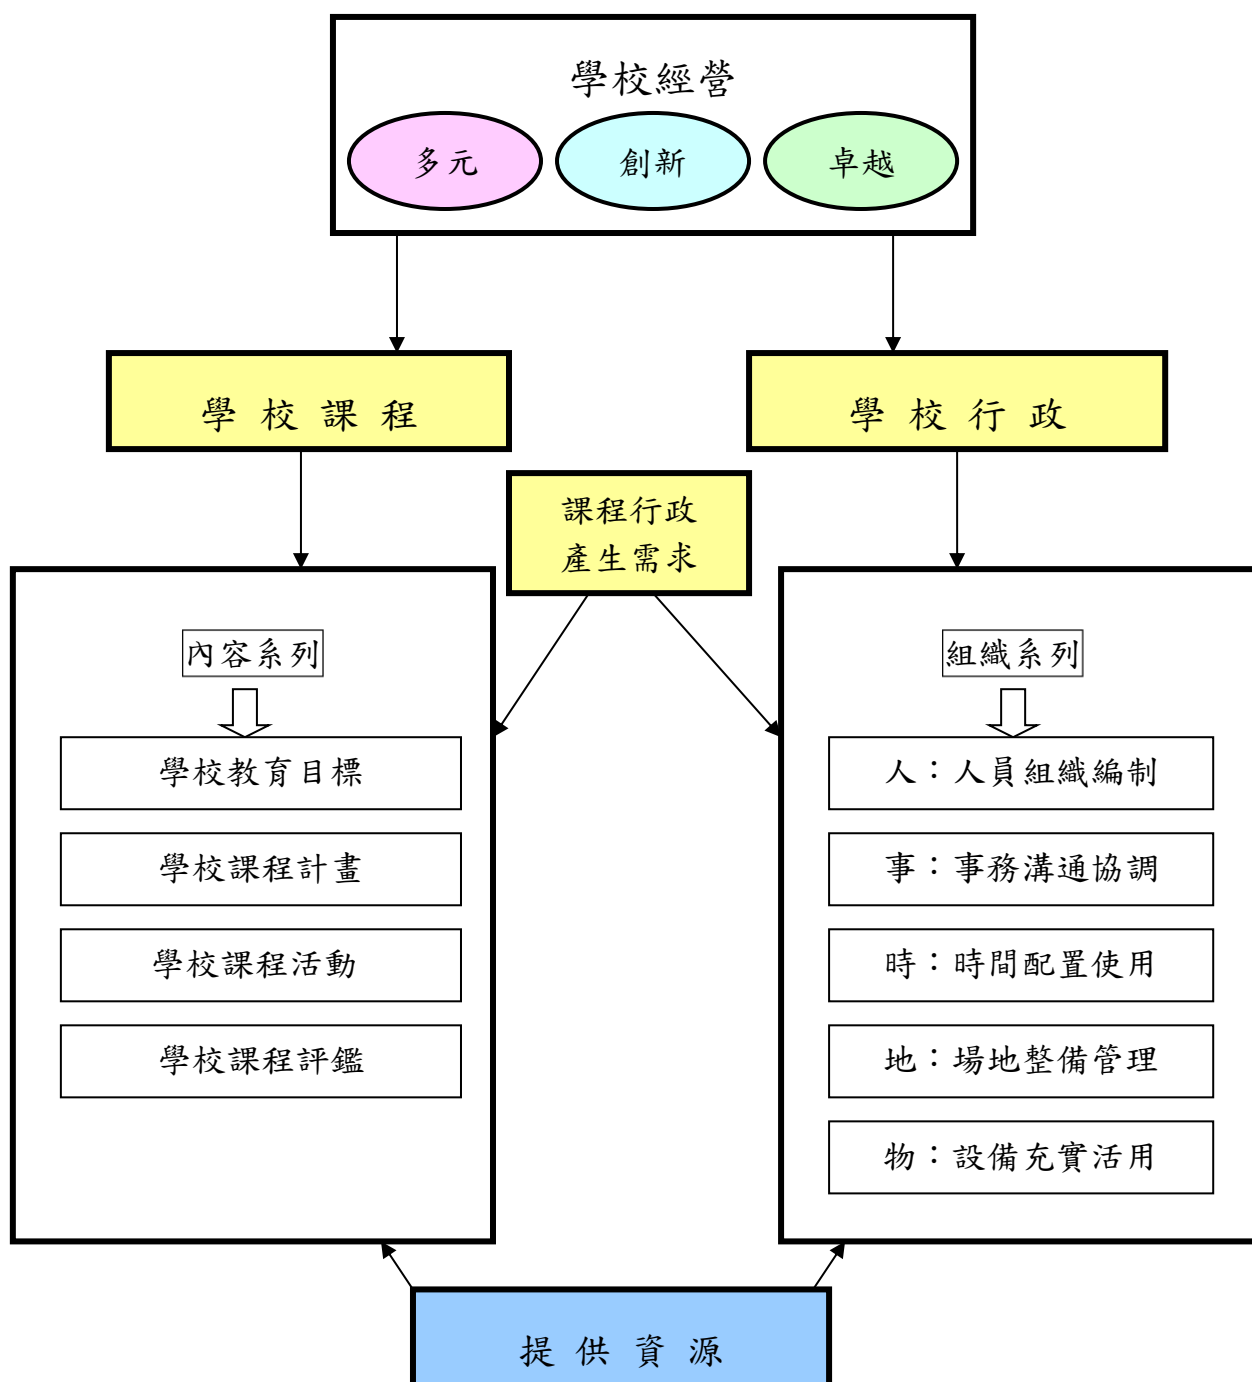 學校經營
多元
創新
卓越
學校課程
學校行政
課程行政
產生需求
內容系列
學校教育目標
學校課程計畫
學校課程活動
學校課程評鑑
組織系列
人：人員組織編制
事：事務溝通協調
時：時間配置使用
地：場地整備管理
物：設備充實活用
提供資源